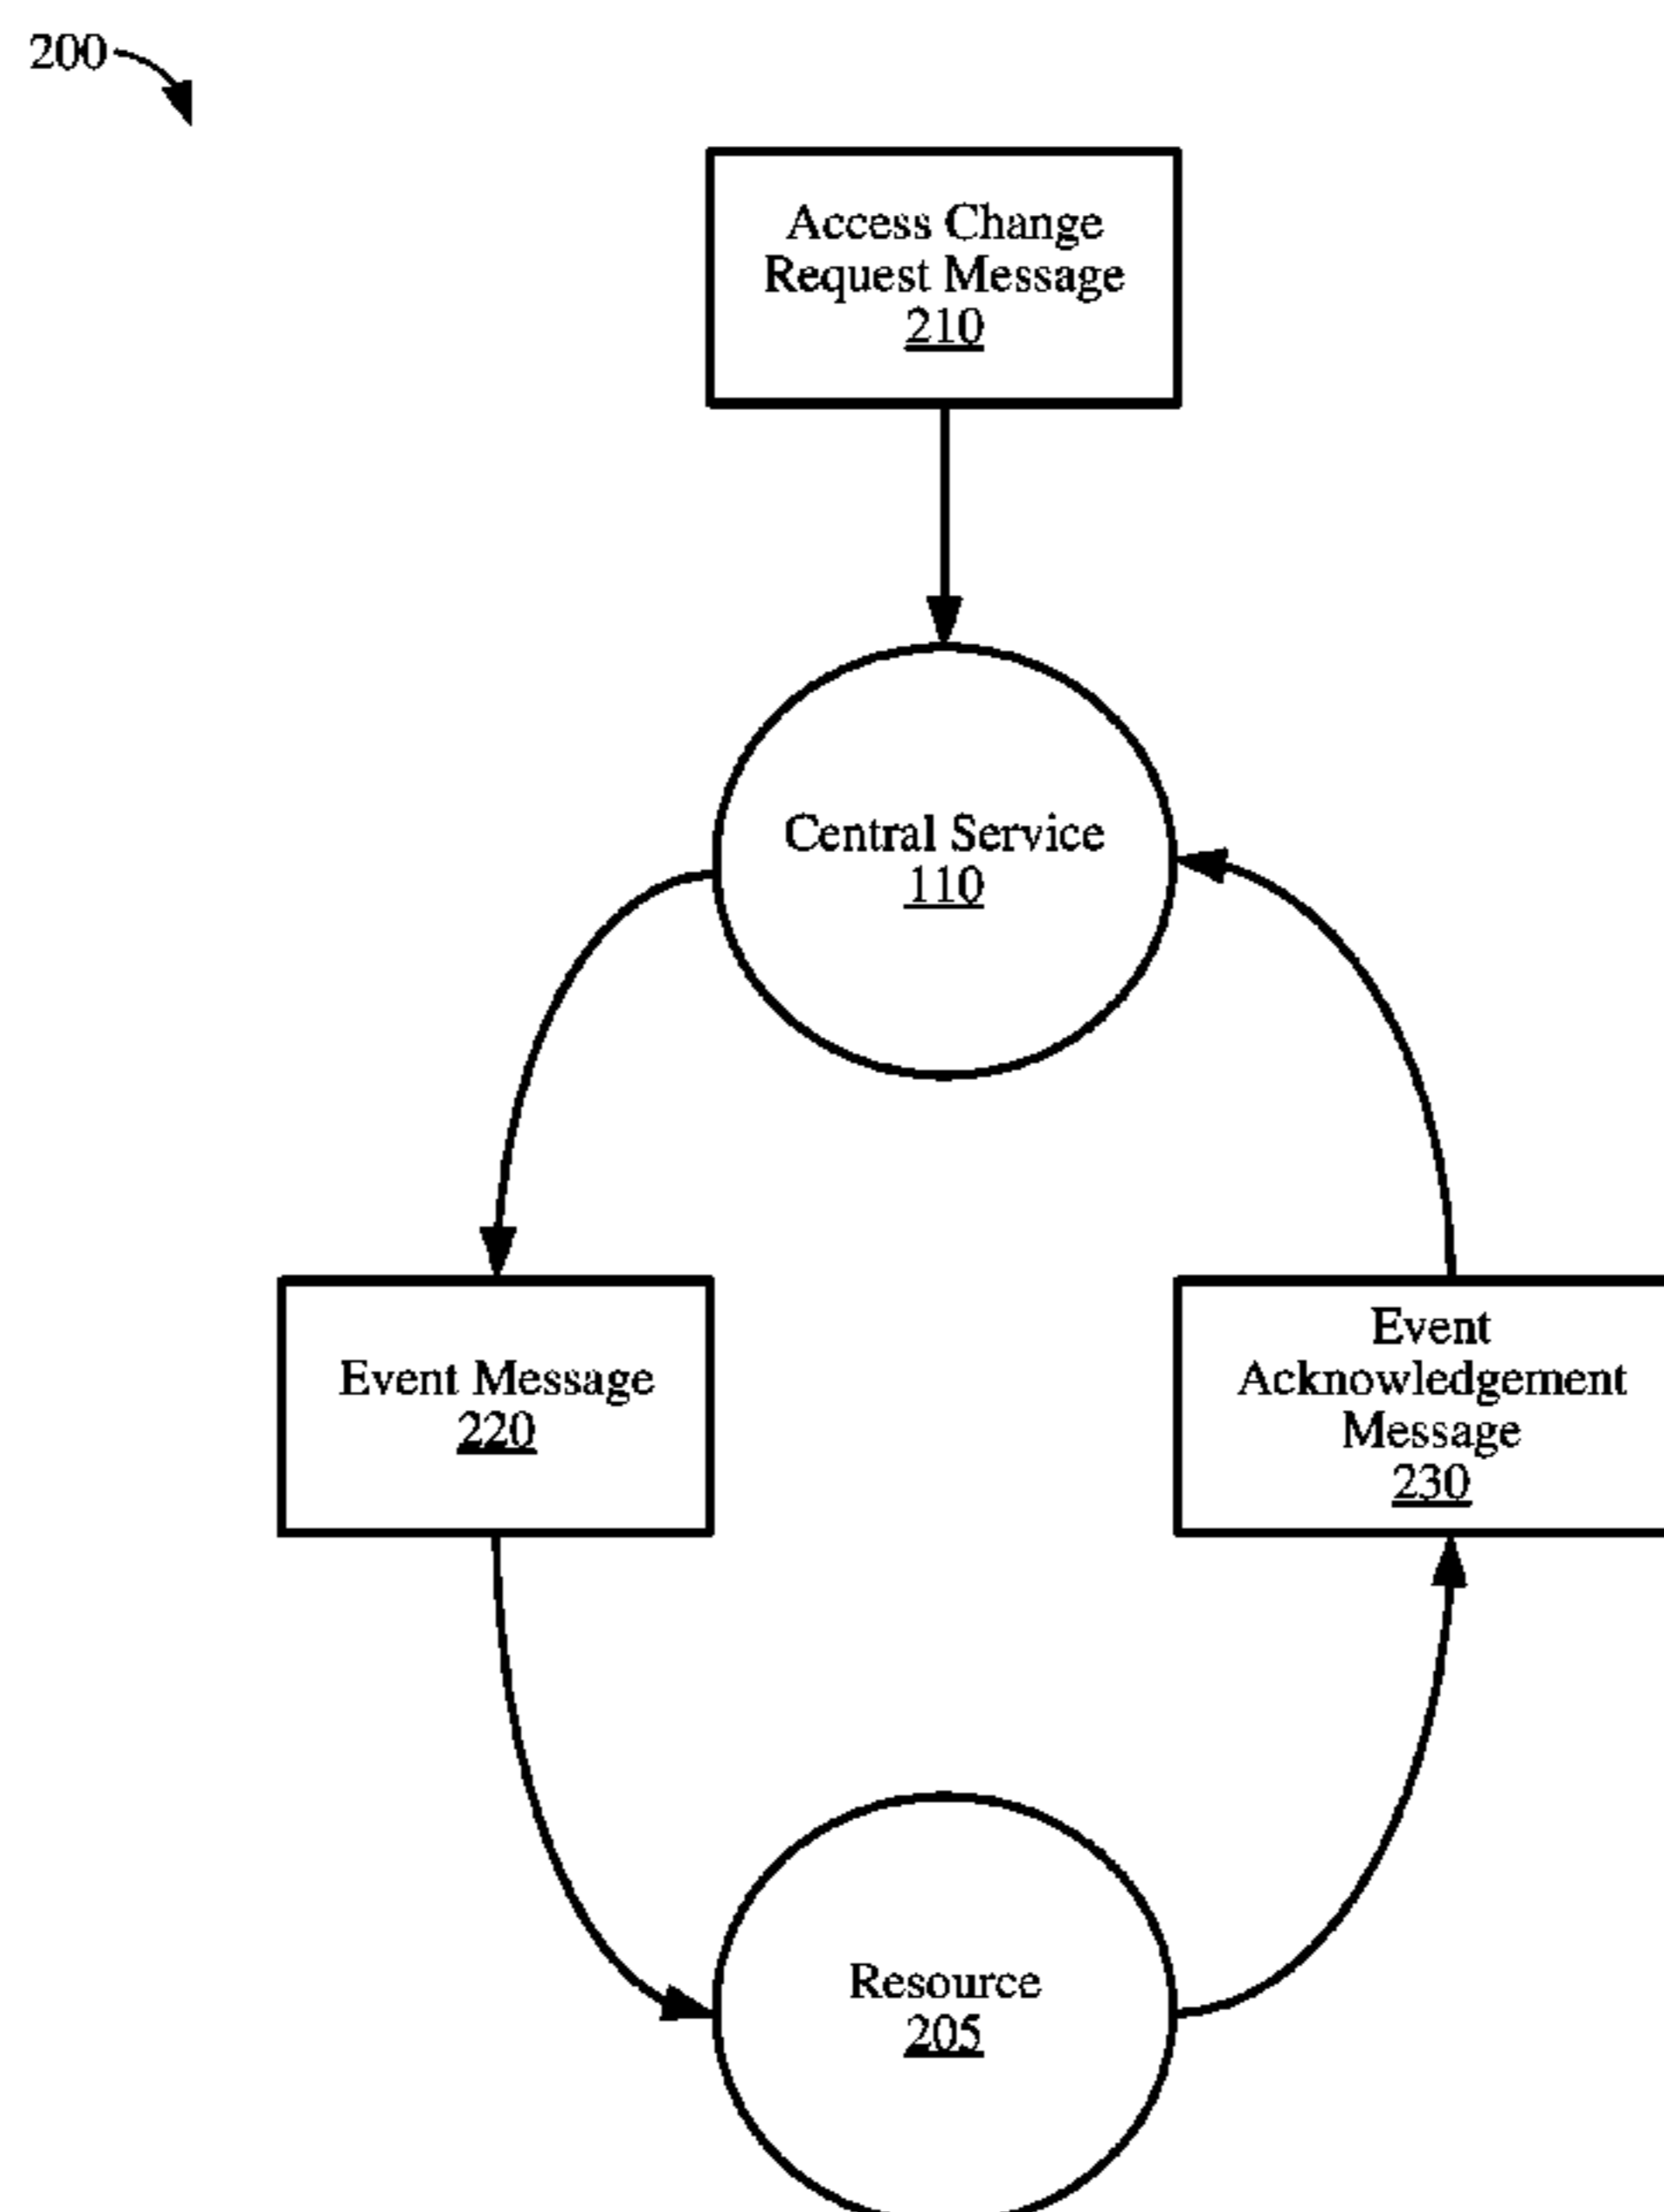 200
Access Change
Request Message
210
Central Service
110
Event Message
220
Event
Acknowledgement
Message
230
Resource
205